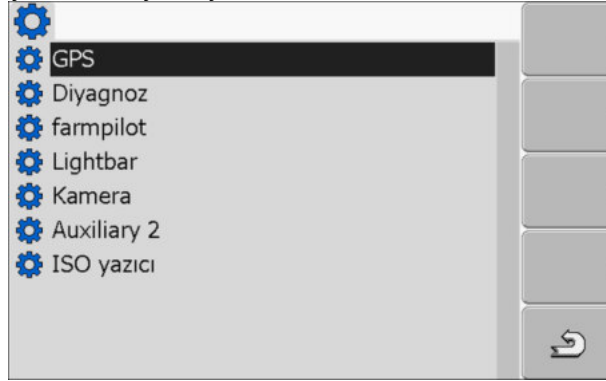 GPS
Diyagnoz
farmpilot
Lightbar
Kamera
Auxiliary 2
ISO yazıcı